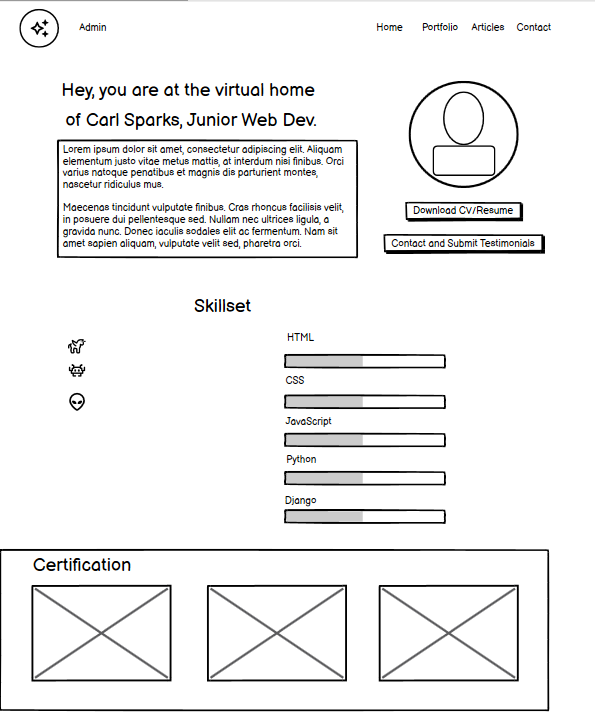 Admin
Home Portfolio Articles Contact
Hey, you are at the virtual home
of Carl Sparks, Junior Web Dev.
Lorem ipsum dolor sit amet, consectetur adipiscing elit. Aliquam
elementum justo vitae metus mattis, at interdum nisi finibus. Orci
varius natoque penatibus et magnis dis parturient montes,
nascetur ridiculus mus.
Maecenas tincidunt vulputate finibus. Cras rhoncus facilisis velit,
in posuere dui pellentesque sed. Nullam nec ultrices ligula, a
gravida nunc. Donec iaculis sodales elit ac fermentum. Nam sit
amet sapien aliquam, vulputate velit sed, pharetra orci.
Download CV/Resume
Contact and Submit Testimonials
Skillset
HTML
CSS
JavaScript
Python
Django
Certification